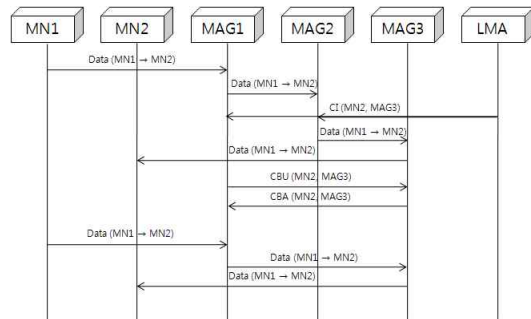 MN1 MN2 MAG1 MAG2 MAG3 LMA
Data (MN1 → MN2)
Data (MN1 → MN2)
CI (MN2, MAG3)
Data (MN1 → MN2)
Data (MN1 → MN2)
CBU (MN2, MAG3)
CBA (MN2, MAG3)
Data (MN1 → MN2)
Data (MN1 → MN2)
Data (MN1 → MN2)